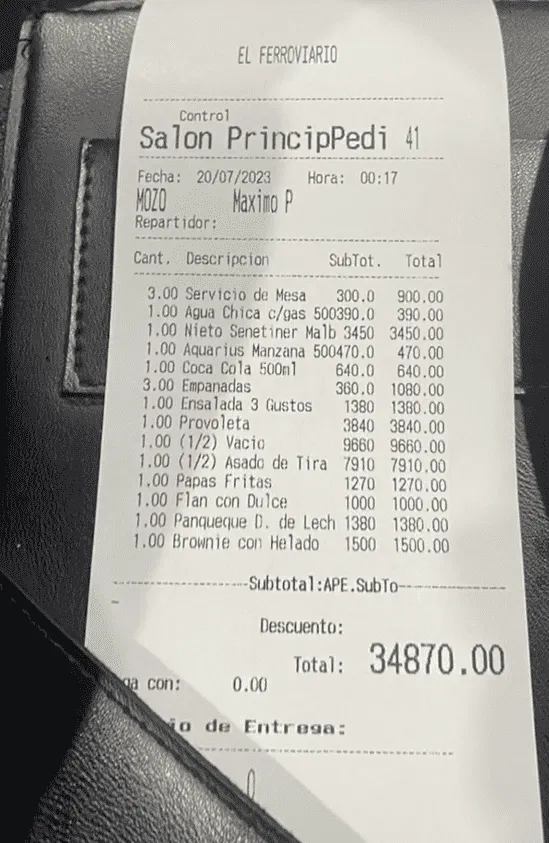 EL FERROVIARIO
Control
Salon PrincipPedi 41
Fecha: 20/07/2023 Hora: 00:17
MOZO Maximo P
Repartidor:
Cant. Descripcion SubTot. Total
3.00 Servicio de Mesa 300.0 900.00
1.00 Agua Chica c/gas 500390.0 390.00
1.00 Nieto Senetiner Malb 3450 3450.00
1.00 Aquarius Manzana 500470.0 470.00
1.00 Coca Cola 500ml 640.0 640.00
3.00 Empanadas 360.0 1080.00
1.00 Ensalada 3 Gustos 1380 1380.00
1.00 Provoleta 3840 3840.00
1.00 (1/2) Vacio 9660 9660.00
1.00 (1/2) Asado de Tira 7910 7910.00
1.00 Papas Fritas 1270 1270.00
1.00 Flan con Dulce 1000 1000.00
1.00 Panqueque D. de Lech 1380 1380.00
1.00 Brownie con Helado 1500 1500.00
Subtotal:APE.SubTo
Descuento:
Total: 34870.00
con: 0.00
de Entrega:
0